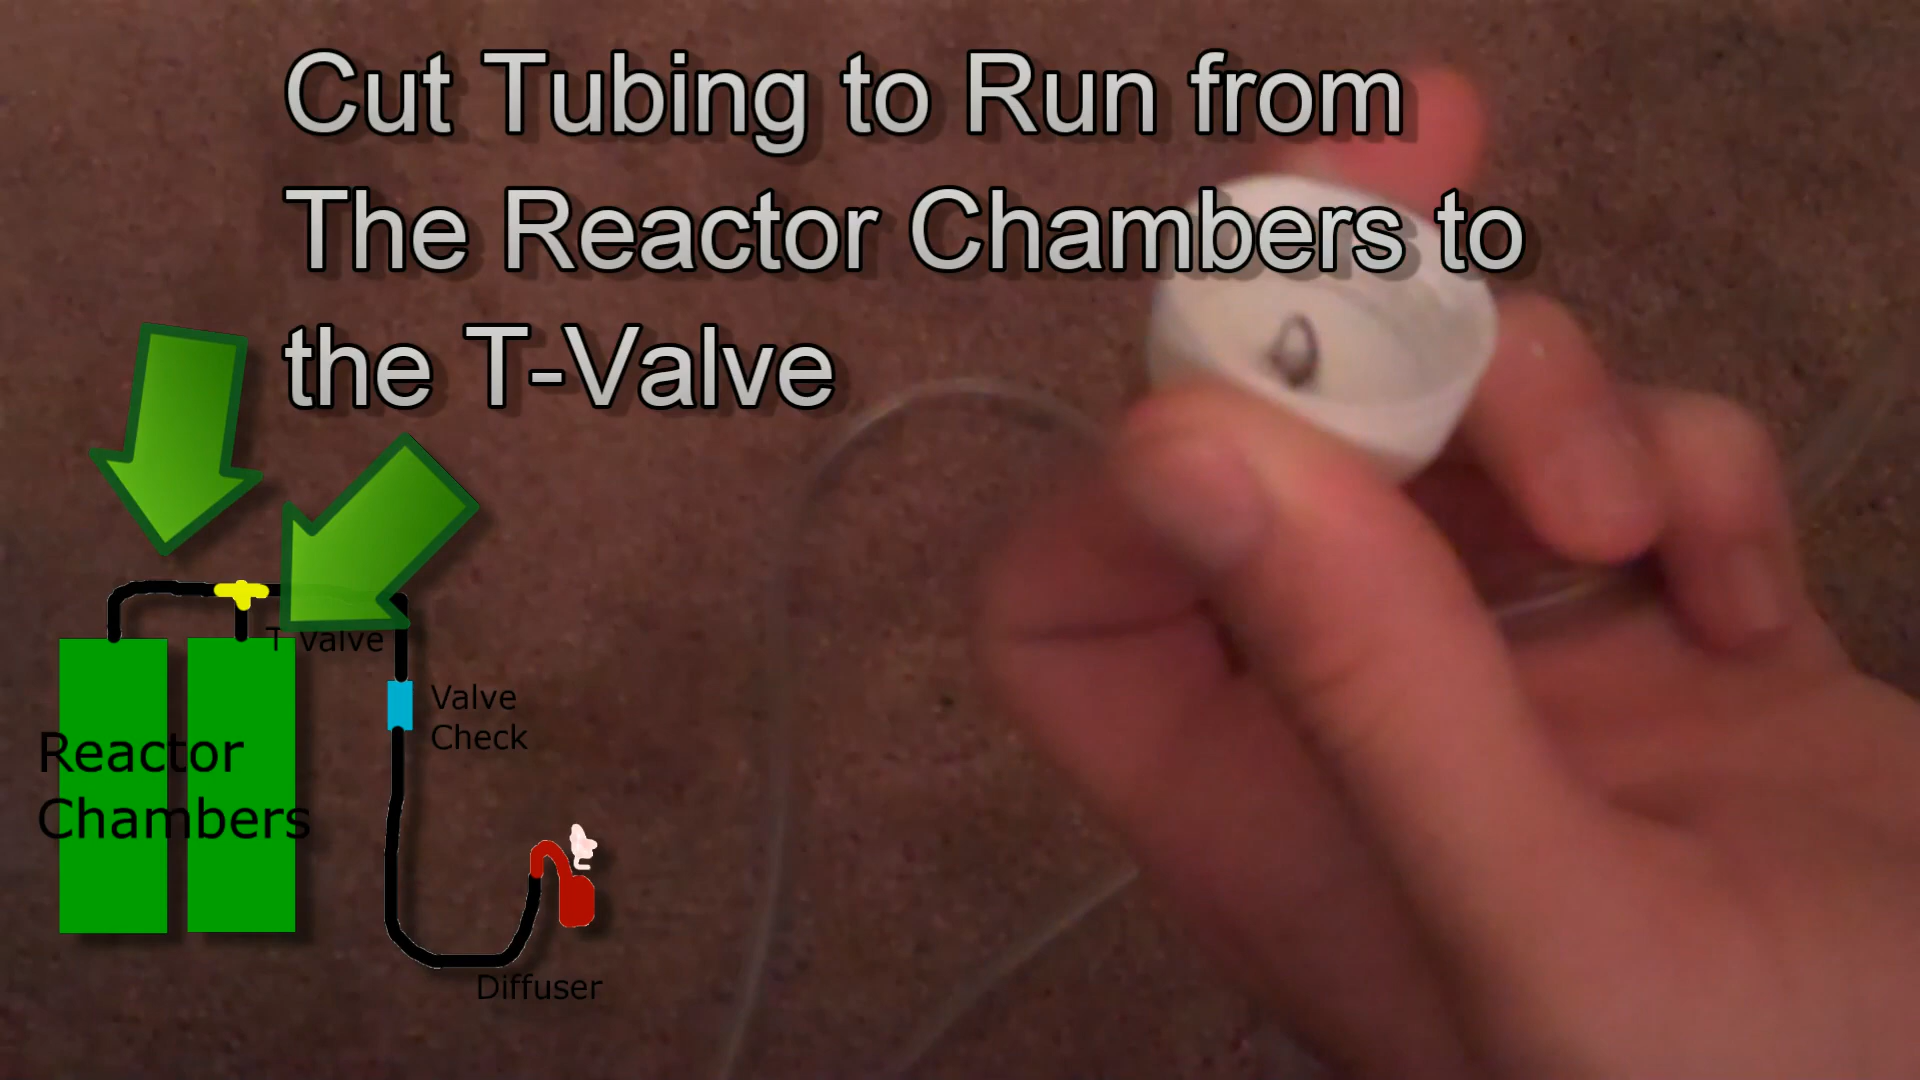 Cut Tubing to Run from
The Reactor Chambers to
the T-Valve
T Valve
Valve
Check
Reactor
Chambers
Diffuser